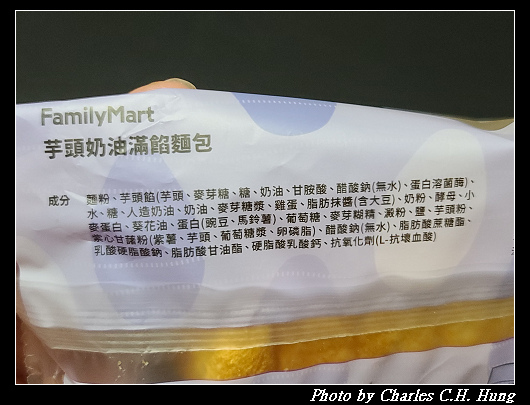 FamilyMart
芋頭奶油滿餡麵包
成分 麵粉、芋頭餡(芋頭、麥芽糖、糖、奶油、甘胺酸、醋酸鈉(無水)、蛋白溶菌酶)、
水、糖、人造奶油、奶油、麥芽糖漿、雞蛋、脂肪抹醬(含大豆)、奶粉、酵母、小
麥蛋白、葵花油、蛋白(豌豆、馬鈴薯)、葡萄糖、麥芽糊精、澱粉、鹽、芋頭粉、
紫心甘藷粉(紫薯、芋頭、葡萄糖漿、卵磷脂)、醋酸鈉(無水)、脂肪酸蔗糖酯、
乳酸硬脂酸鈉、脂肪酸甘油酯、硬脂酸乳酸鈣、抗氧化劑(L-抗壞血酸)
Photo by Charles C.H. Hung